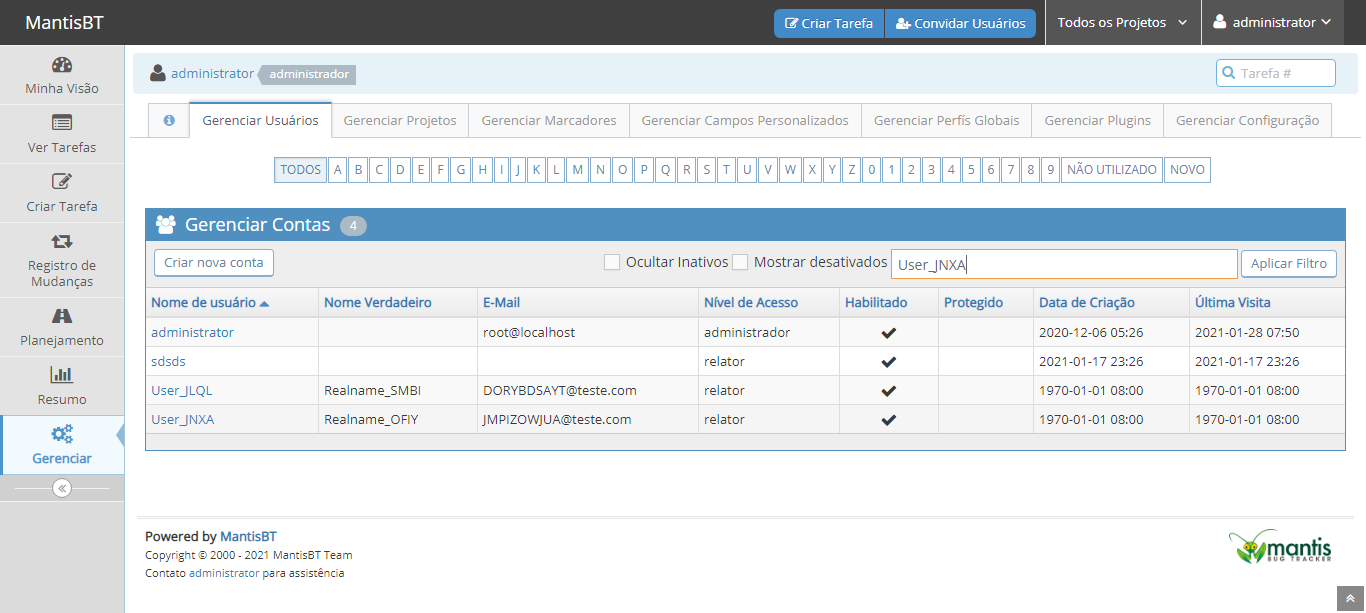 MantisBT
Criar Tarefa
Convidar Usuários
Todos os Projetos
administrator
Minha Visão
Ver Tarefas
Criar Tarefa
Registro de
Mudanças
Planejamento
Resumo
Gerenciar
administrator administrador
Tarefa #
Gerenciar Usuários Gerenciar Projetos Gerenciar Marcadores Gerenciar Campos Personalizados Gerenciar Perfís Globais Gerenciar Plugins Gerenciar Configuração
TODOS A B C D E F G H I J K L M N O P Q R S T U V W X Y Z 0 1 2 3 4 5 6 7 8 9 NÃO UTILIZADO NOVO
Gerenciar Contas 4
Criar nova conta Ocultar Inativos Mostrar desativados User_JNXA Aplicar Filtro
Nome de usuário Nome Verdadeiro E-Mail Nível de Acesso Habilitado Protegido Data de Criação Última Visita
administrator root@localhost administrador 2020-12-06 05:26 2021-01-28 07:50
sdsds relator 2021-01-17 23:26 2021-01-17 23:26
User_JLQL Realname_SMBI DORYBDSAYT@teste.com relator 1970-01-01 08:00 1970-01-01 08:00
User_JNXA Realname_OFIY JMPIZOWJUA@teste.com relator 1970-01-01 08:00 1970-01-01 08:00
Powered by MantisBT
Copyright © 2000 - 2021 MantisBT Team
Contato administrator para assistência
mantis
BUG TRACKER